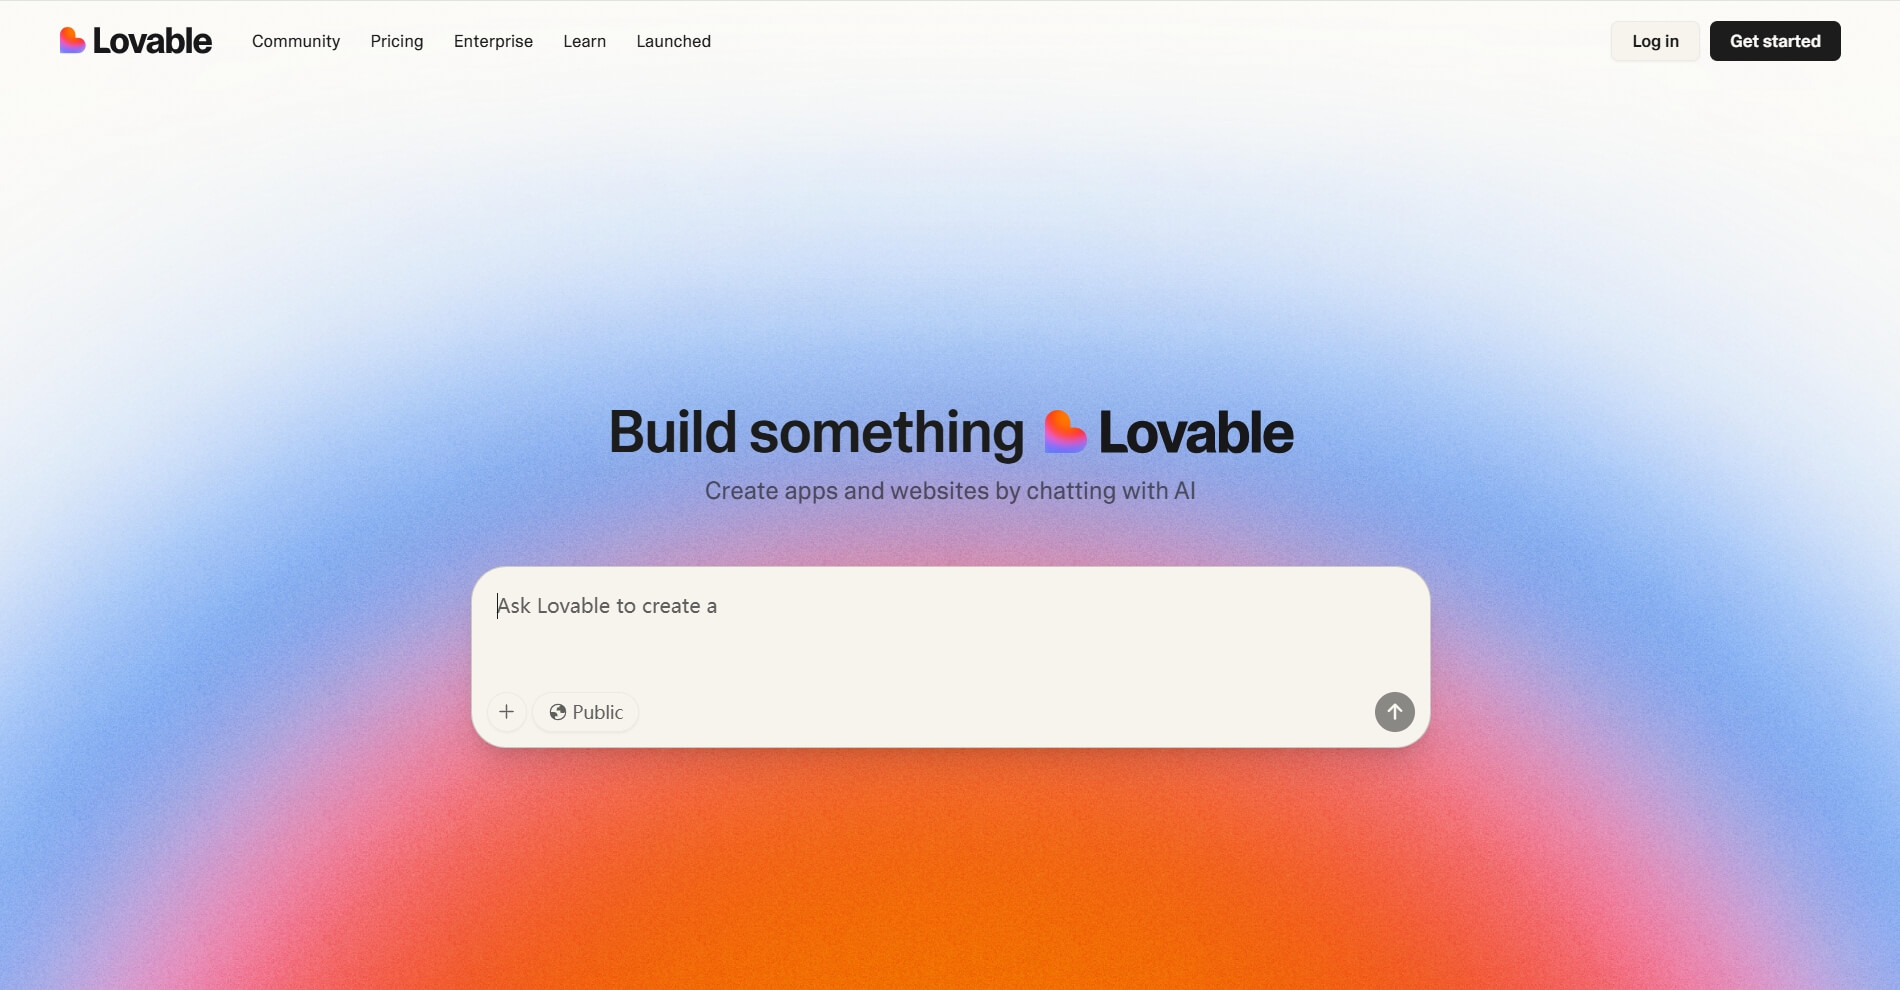 Lovable
Community
Pricing
Enterprise
Learn
Launched
Log in
Get started
Build something Lovable
Create apps and websites by chatting with AI
Ask Lovable to create a
Public